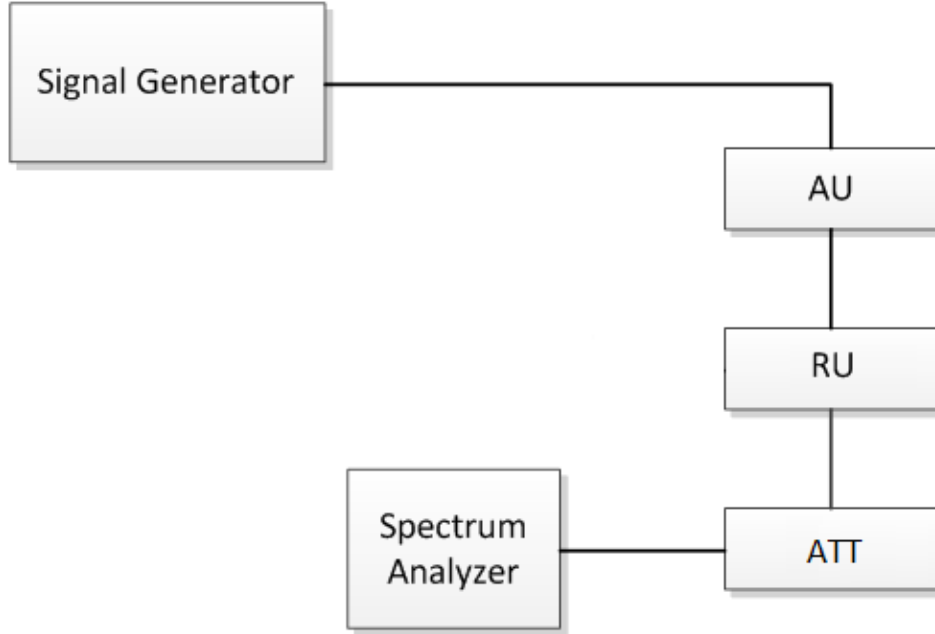 Signal Generator
AU
RU
Spectrum
Analyzer
ATT